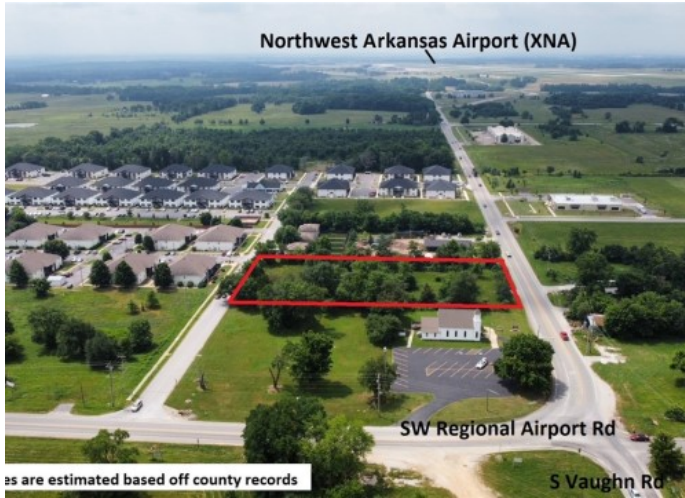 Northwest Arkansas Airport (XNA)
SW Regional Airport Rd
es are estimated based off county records
S Vaughn Rd